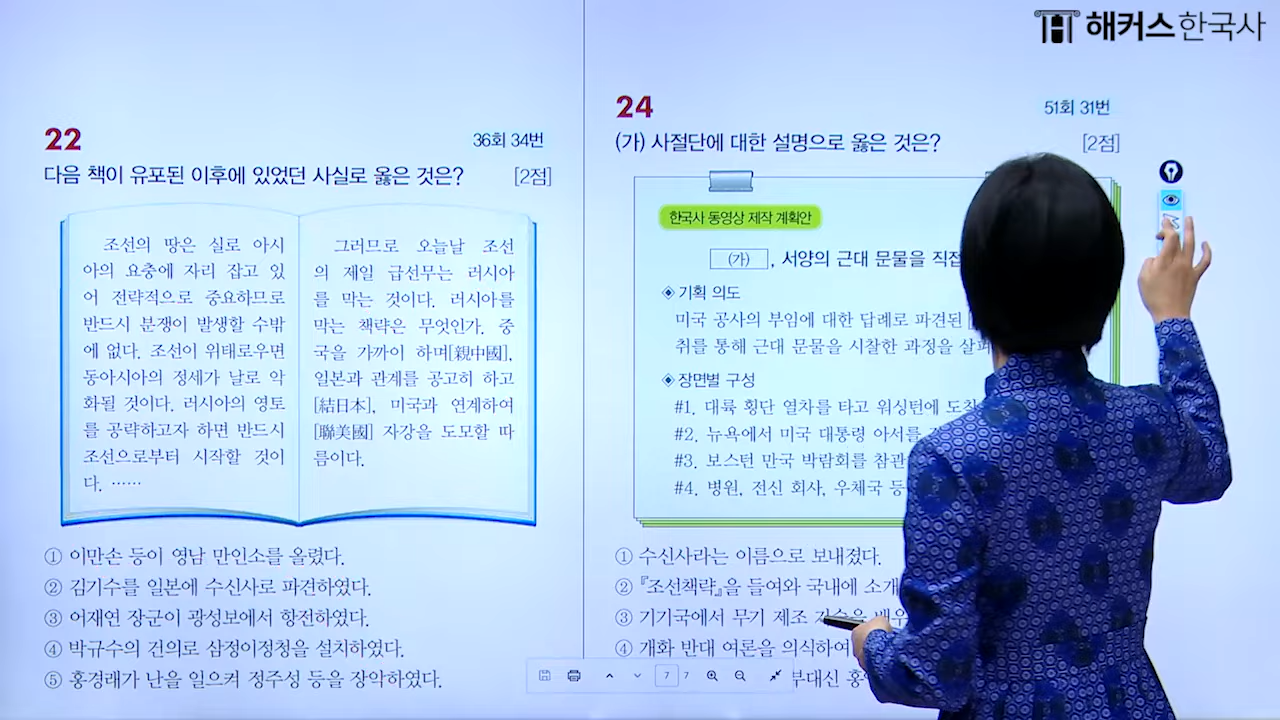 해커스한국사
22
36회 34번
다음 책이 유포된 이후에 있었던 사실로 옳은 것은? [2점]
조선의 땅은 실로 아시
아의 요충에 자리 잡고 있
어 전략적으로 중요하므로
반드시 분쟁이 발생할 수밖
에 없다. 조선이 위태로우면
동아시아의 정세가 날로 악
화될 것이다. 러시아의 영토
를 공략하고자 하면 반드시
조선으로부터 시작할 것이
다. ……
그러므로 오늘날 조선
의 제일 급선무는 러시아
를 막는 것이다. 러시아를
막는 책략은 무엇인가. 중
국을 가까이 하며[親中國],
일본과 관계를 공고히 하고
[結日本], 미국과 연계하여
[聯美國] 자강을 도모할 따
름이다.
① 이만손 등이 영남 만인소를 올렸다.
② 김기수를 일본에 수신사로 파견하였다.
③ 어재연 장군이 광성보에서 항전하였다.
④ 박규수의 건의로 삼정이정청을 설치하였다.
⑤ 홍경래가 난을 일으켜 정주성 등을 장악하였다.
24
51회 31번
(가) 사절단에 대한 설명으로 옳은 것은? [2점]
한국사 동영상 제작 계획안
(가), 서양의 근대 문물을 직접
◈ 기획 의도
미국 공사의 부임에 대한 답례로 파견된
취를 통해 근대 문물을 시찰한 과정을 살펴
◈ 장면별 구성
#1. 대륙 횡단 열차를 타고 워싱턴에 도착
#2. 뉴욕에서 미국 대통령 아서를
#3. 보스턴 만국 박람회를 참관
#4. 병원, 전신 회사, 우체국 등
① 수신사라는 이름으로 보내졌다.
② 『조선책략』을 들여와 국내에 소개
③ 기기국에서 무기 제조 기술을 배우
④ 개화 반대 여론을 의식하여
부대신 홍
7 7